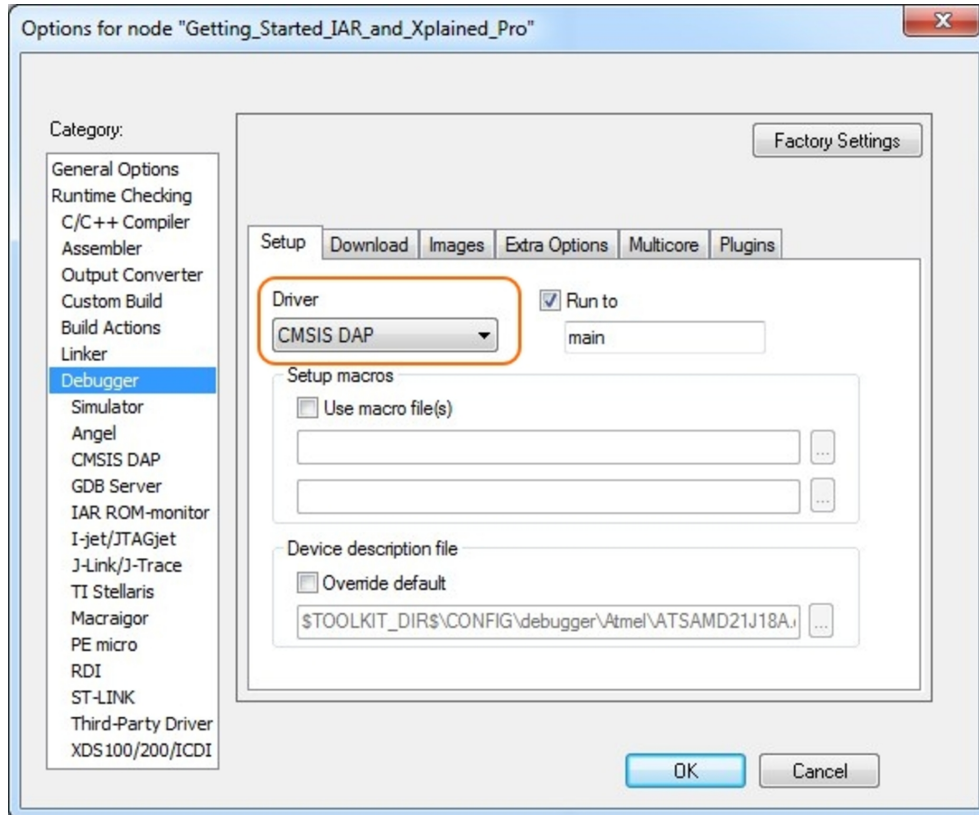 Options for node "Getting_Started_IAR_and_Xplained_Pro"
Category:
Factory Settings
General Options
Runtime Checking
C/C++ Compiler
Assembler
Output Converter
Custom Build
Build Actions
Linker
Debugger
Simulator
Angel
CMSIS DAP
GDB Server
IAR ROM-monitor
I-jet/JTAGjet
J-Link/J-Trace
TI Stellaris
Macraigor
PE micro
RDI
ST-LINK
Third-Party Driver
XDS100/200/ICDI
Setup Download Images Extra Options Multicore Plugins
Driver
CMSIS DAP
Run to
main
Setup macros
Use macro file(s)
...
...
Device description file
Override default
$TOOLKIT_DIR$\CONFIG\debugger\Atmel\ATSAMD21J18A. ...
OK Cancel